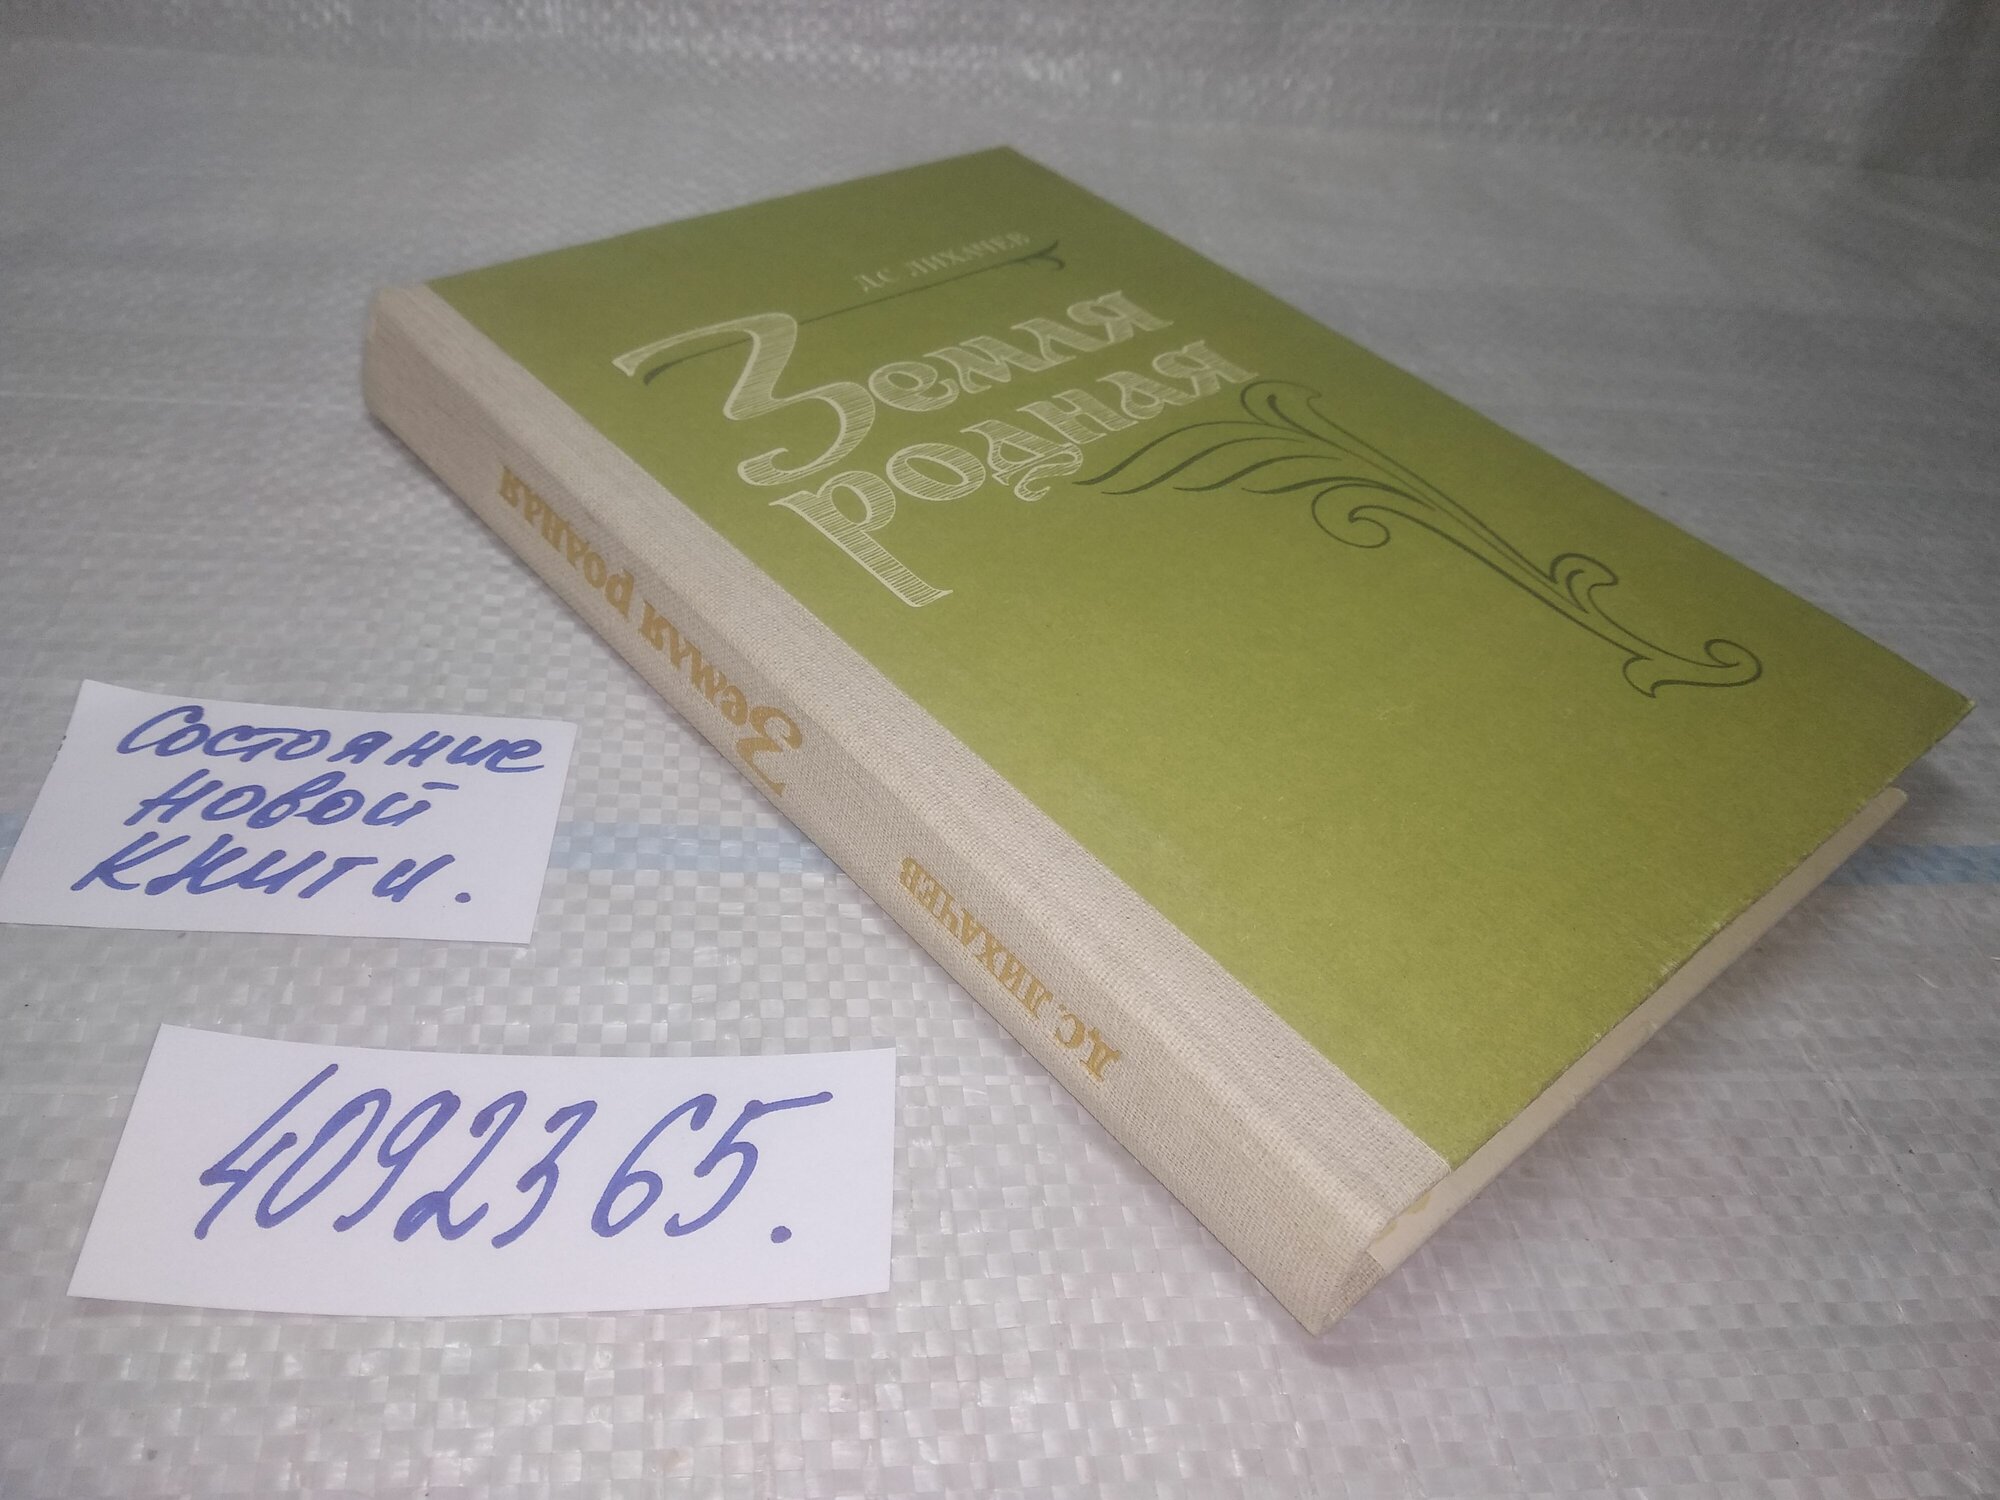 Д.С. ЛИХАЧЕВ
Земля
родная
Земля родная
Д.С. ЛИХАЧЕВ
Состояние
новой
книги.
4092365.